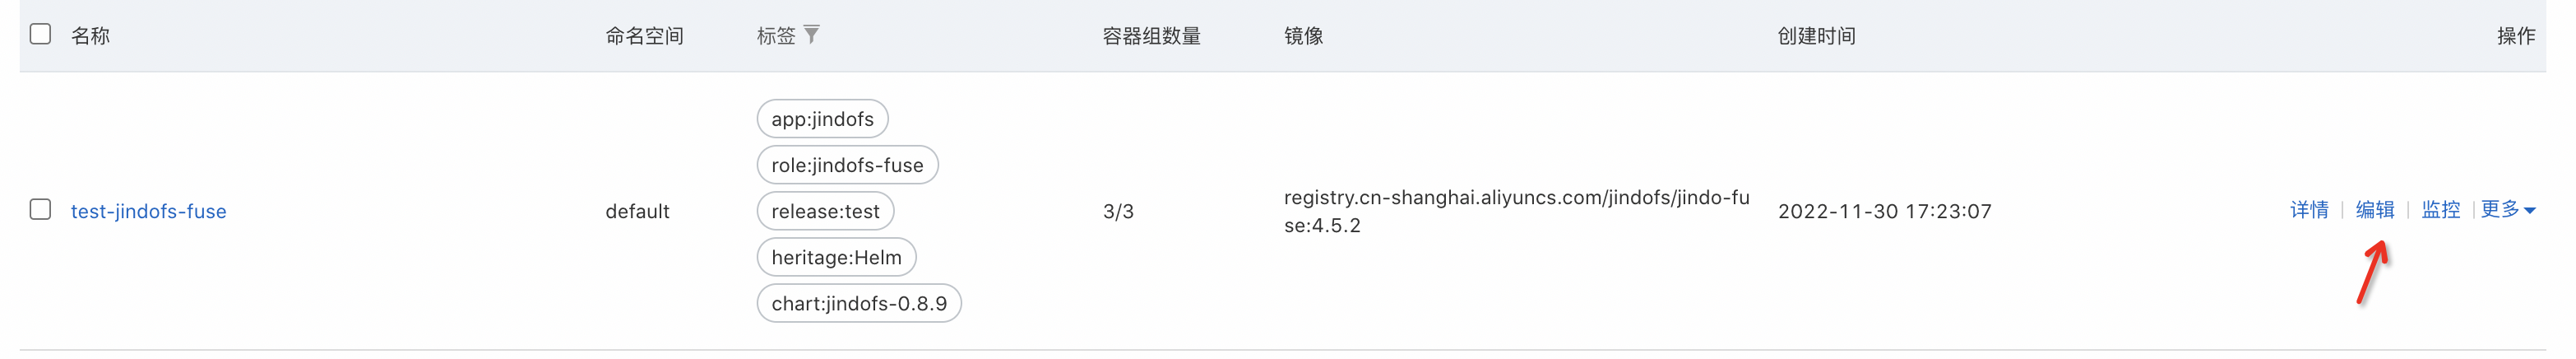 名称 命名空间 标签 容器组数量 镜像 创建时间 操作
app:jindofs
role:jindofs-fuse
test-jindofs-fuse default release:test 3/3 registry.cn-shanghai.aliyuncs.com/jindofs/jindo-fu 2022-11-30 17:23:07 详情 编辑 监控 更多
se:4.5.2
heritage:Helm
chart:jindofs-0.8.9